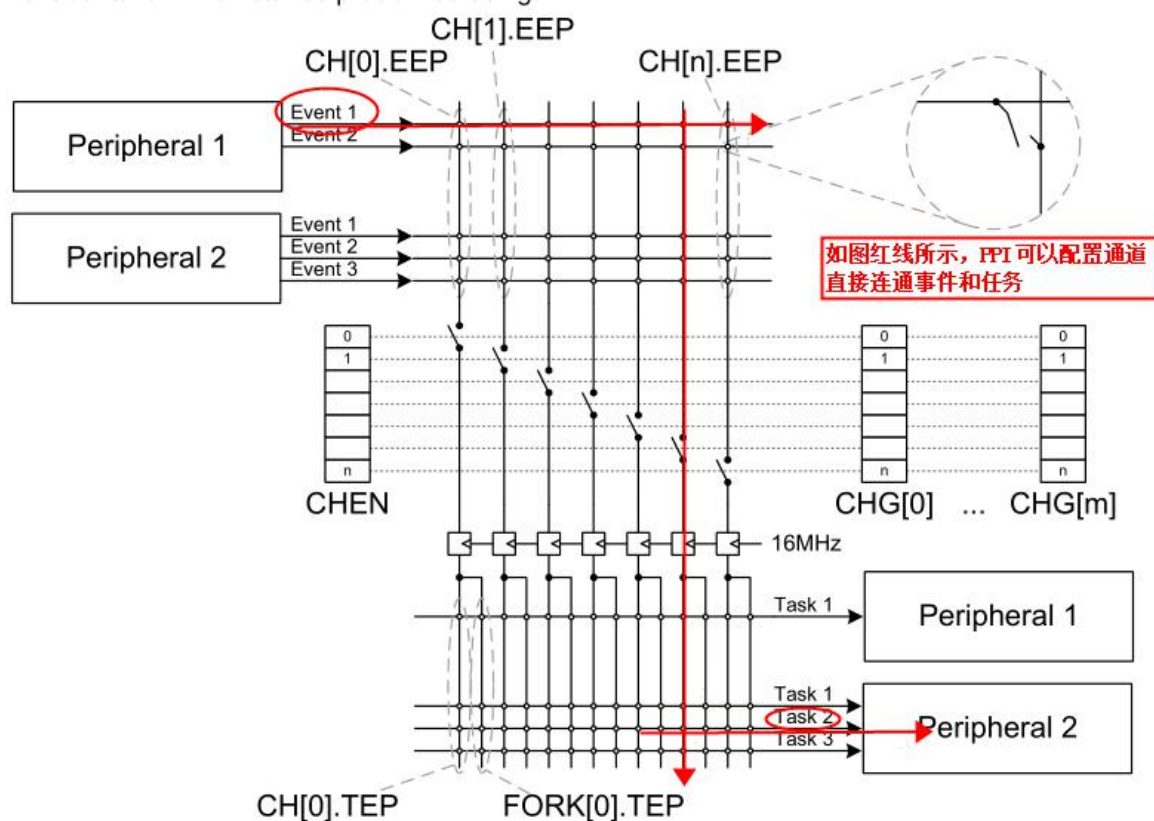 CH[1].EEP
CH[0].EEP
CH[n].EEP
Event 1
Event 2
Peripheral 1
Event 1
Event 2
Event 3
Peripheral 2
如图红线所示，PPI 可以配置通道
直接连通事件和任务
0
1
n
CHEN
0
1
n
CHG[0]
...
0
1
n
CHG[m]
16MHz
Task 1
Peripheral 1
Task 1
Task 2
Task 3
Peripheral 2
CH[0].TEP
FORK[0].TEP